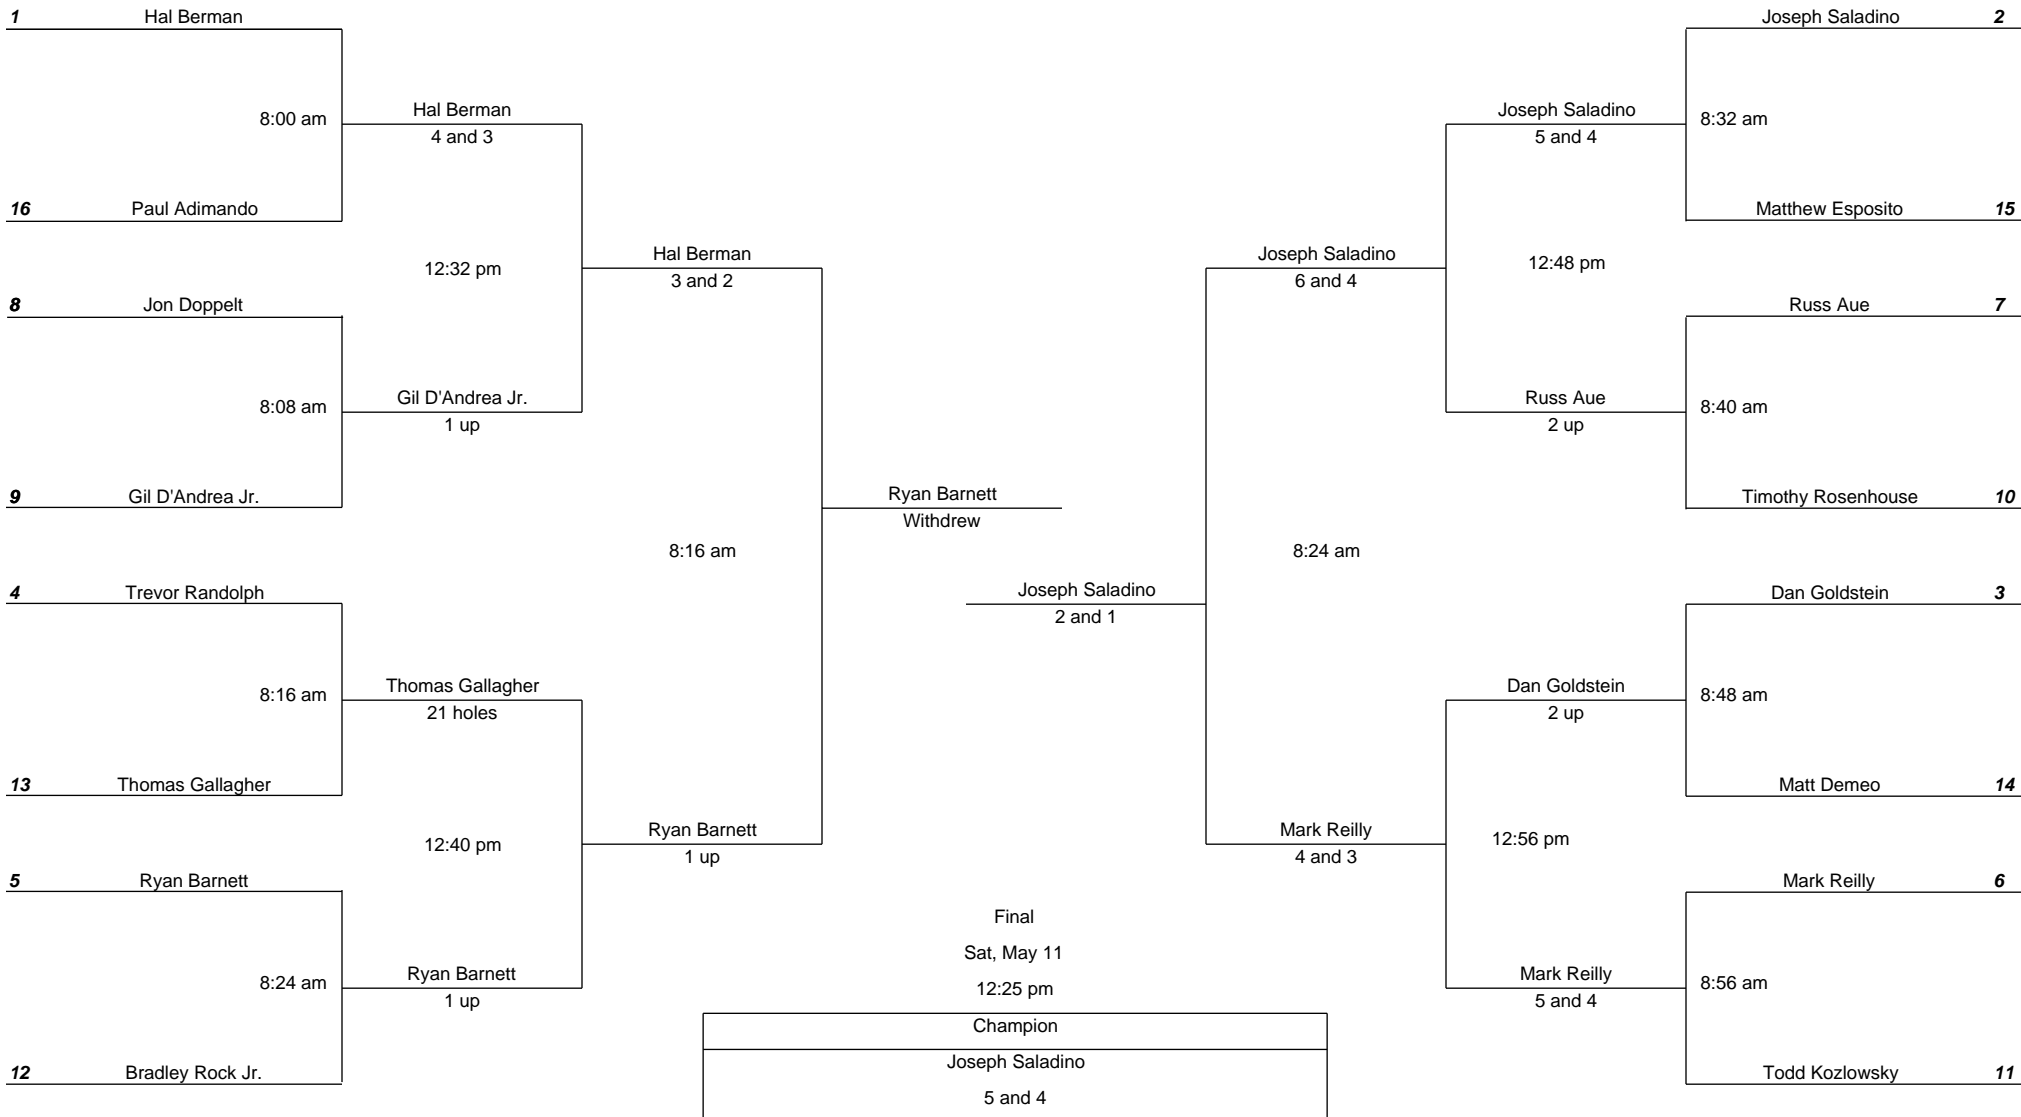 1 Hal Berman
8:00 am
Hal Berman
4 and 3
16 Paul Adimando
12:32 pm
Hal Berman
3 and 2
8 Jon Doppelt
8:08 am
Gil D'Andrea Jr.
1 up
9 Gil D'Andrea Jr.
8:16 am
Ryan Barnett
Withdrew
4 Trevor Randolph
8:16 am
Thomas Gallagher
21 holes
13 Thomas Gallagher
12:40 pm
Ryan Barnett
1 up
5 Ryan Barnett
8:24 am
Ryan Barnett
1 up
12 Bradley Rock Jr.
Joseph Saladino 2
Joseph Saladino
5 and 4
8:32 am
Matthew Esposito 15
Joseph Saladino
6 and 4
12:48 pm
Russ Aue 7
Russ Aue
2 up
8:40 am
Timothy Rosenhouse 10
8:24 am
Joseph Saladino
2 and 1
Dan Goldstein 3
Dan Goldstein
2 up
8:48 am
Matt Demeo 14
Mark Reilly
4 and 3
12:56 pm
Mark Reilly 6
Mark Reilly
5 and 4
8:56 am
Todd Kozlowsky 11
Final
Sat, May 11
12:25 pm
Champion
Joseph Saladino
5 and 4